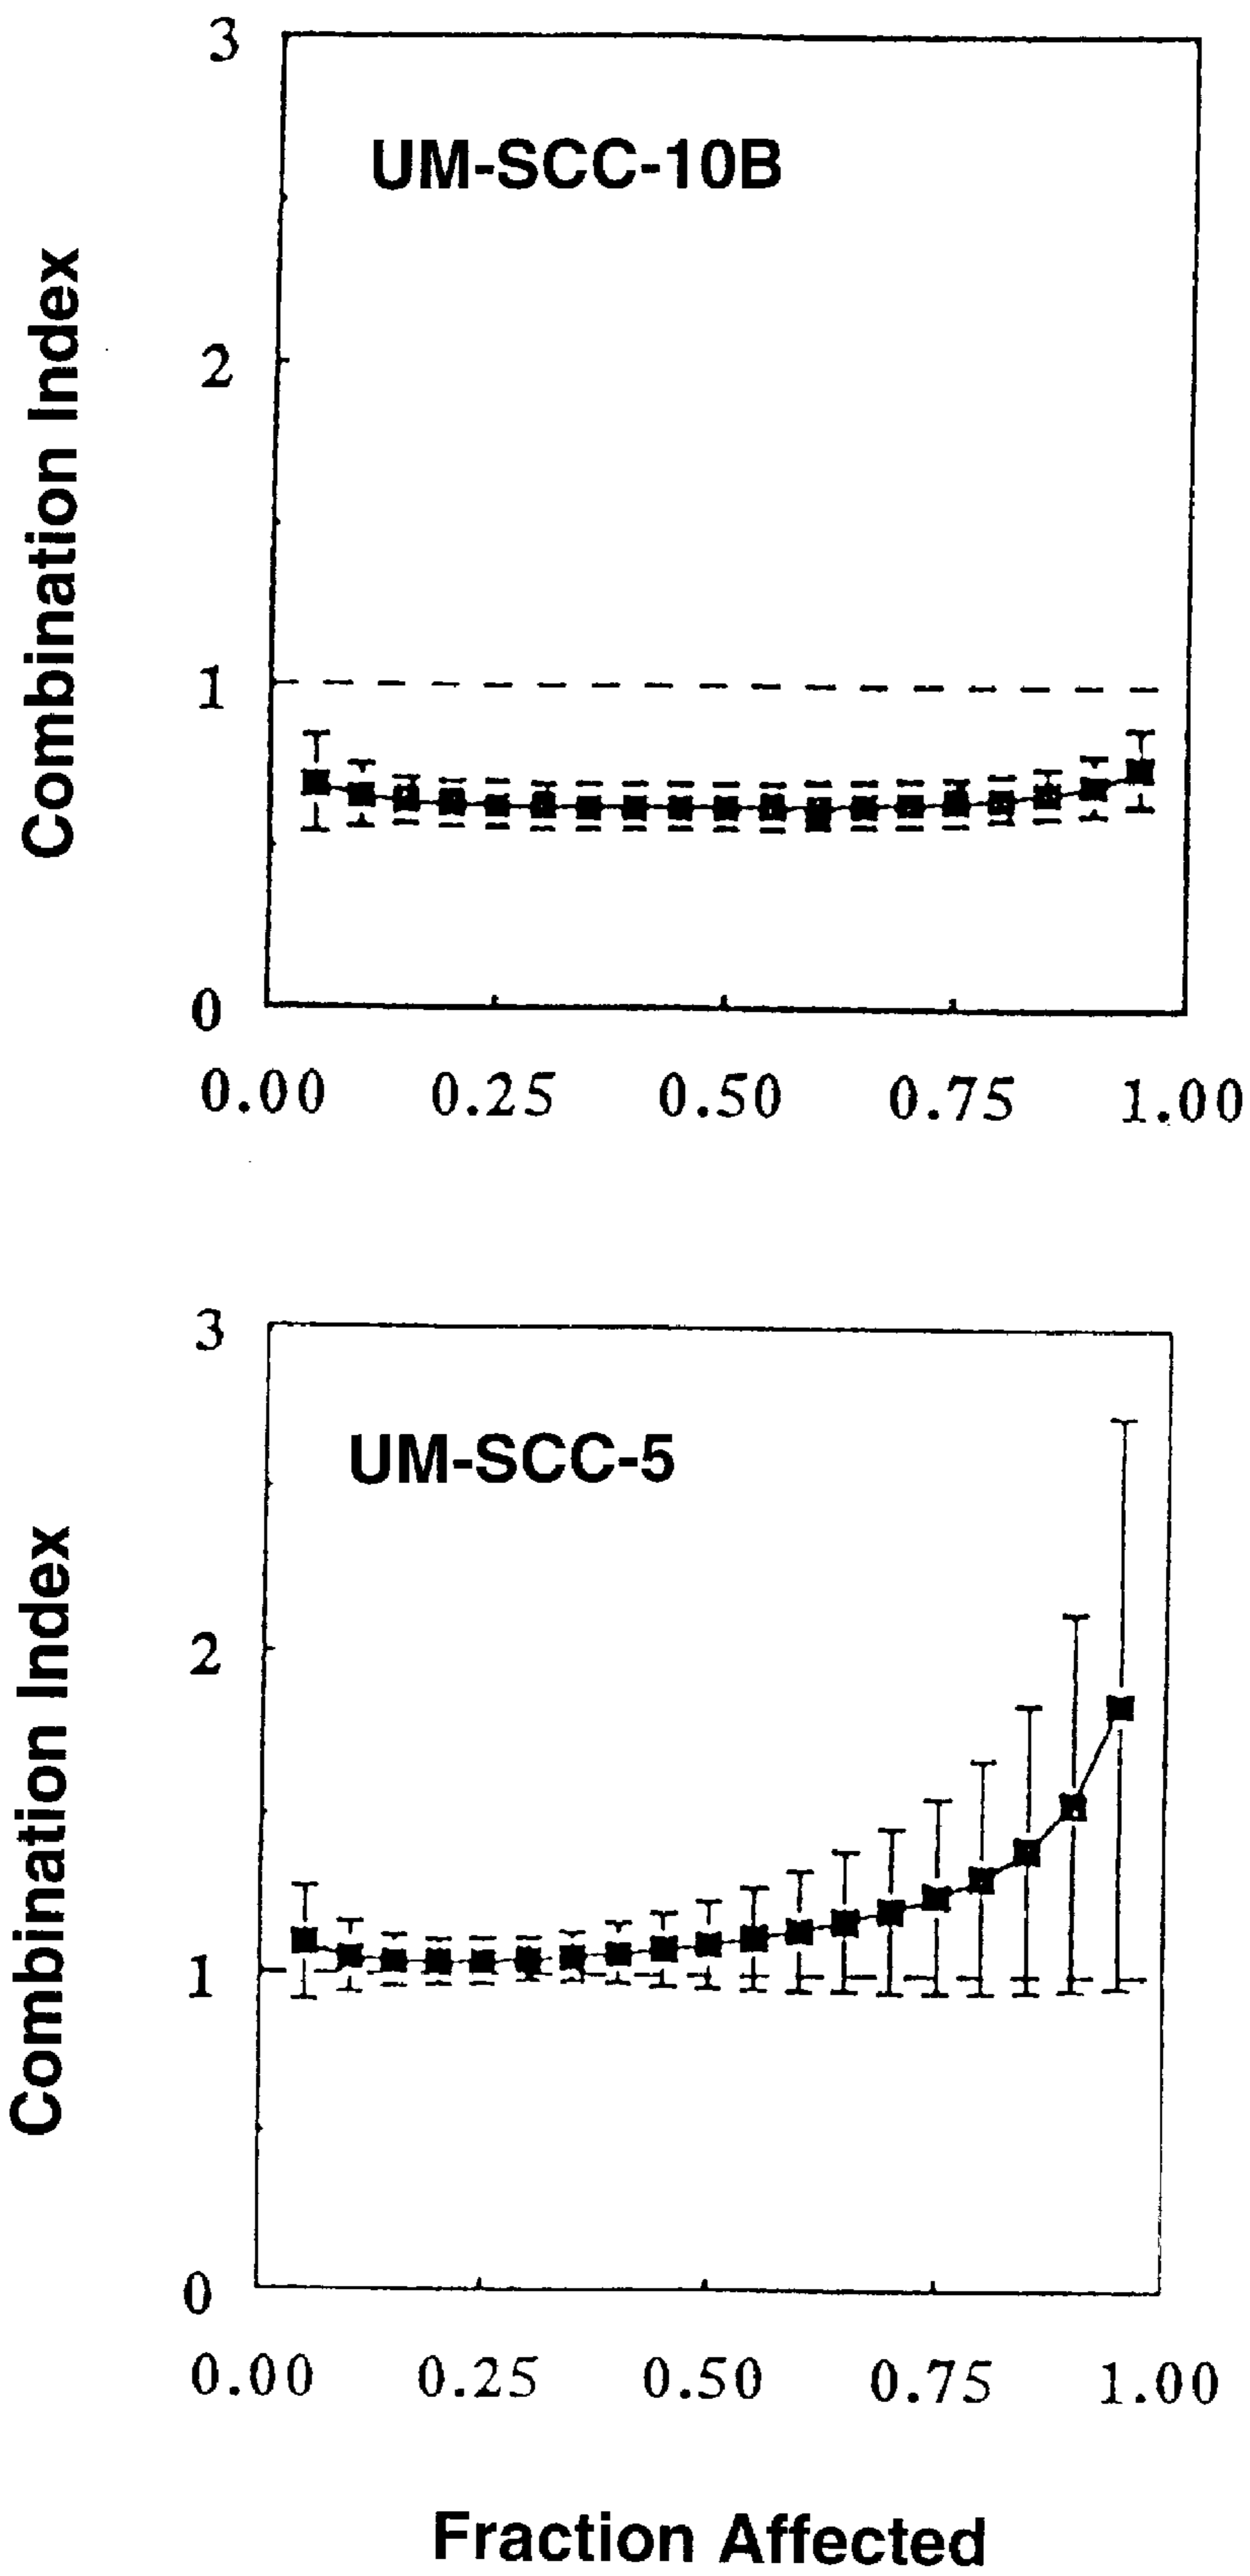 3
UM-SCC-10B
2
Combination Index
1
0
0.00 0.25 0.50 0.75 1.00
3
UM-SCC-5
2
Combination Index
1
0
0.00 0.25 0.50 0.75 1.00
Fraction Affected